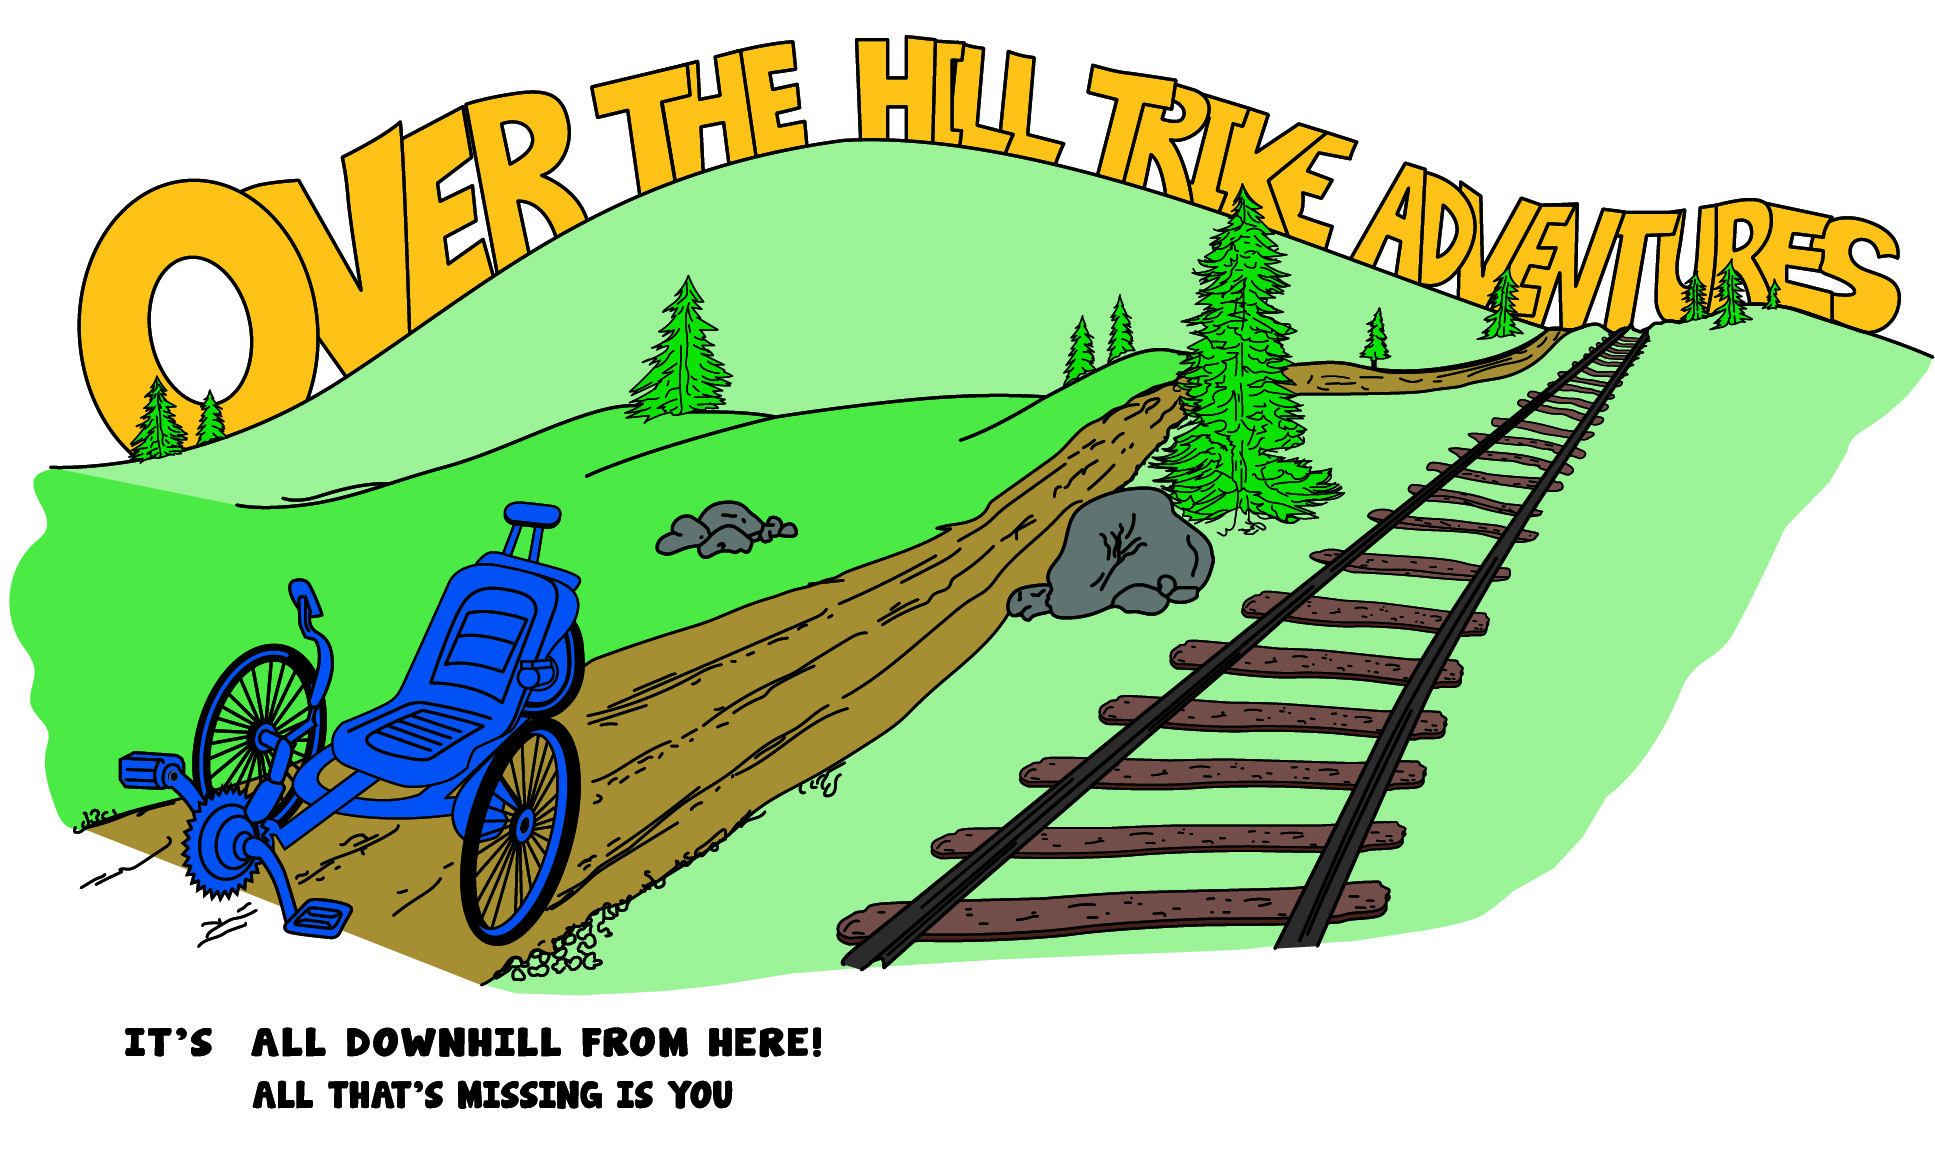 OVER THE HILL TRIKE ADVENTURES
IT'S ALL DOWNHILL FROM HERE!
ALL THAT'S MISSING IS YOU